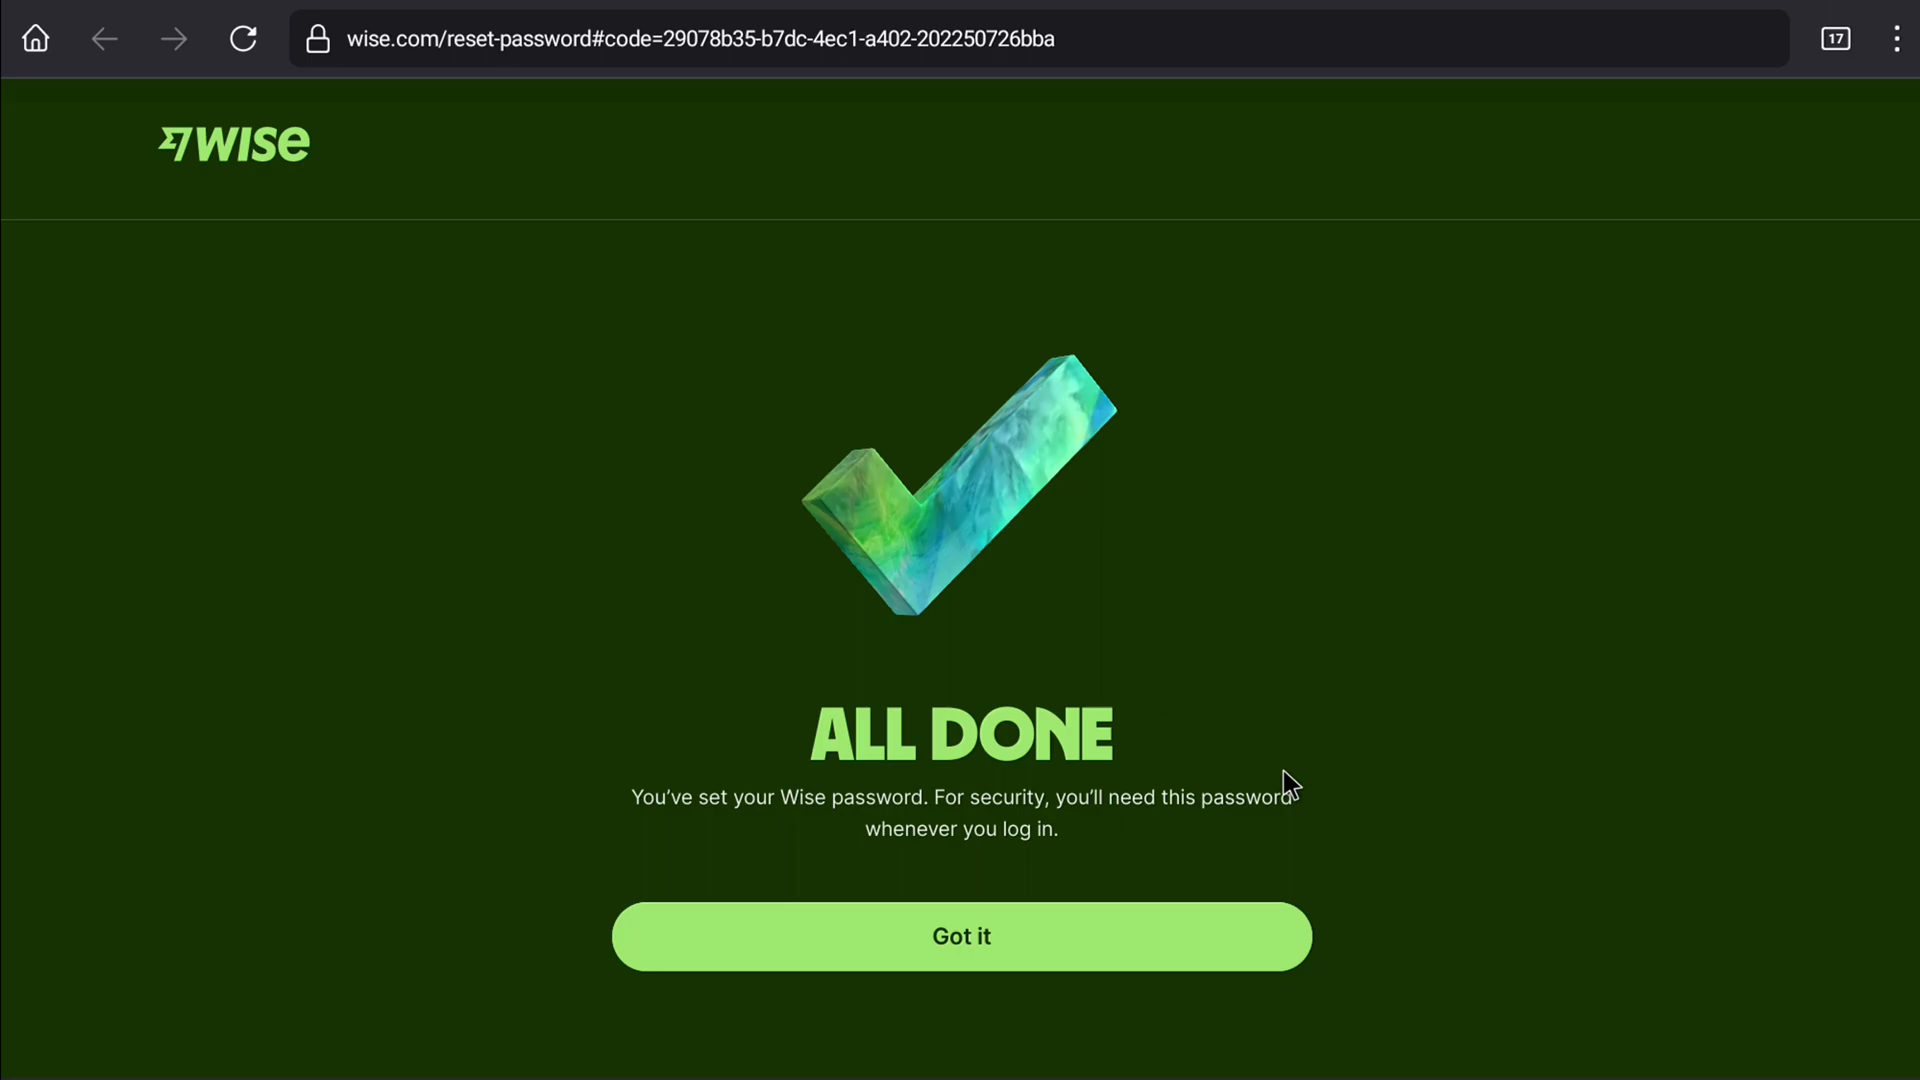 wise.com/reset-password#code=29078b35-b7dc-4ec1-a402-202250726bba
17
wise
ALL DONE
You've set your Wise password. For security, you'll need this password
whenever you log in.
Got it